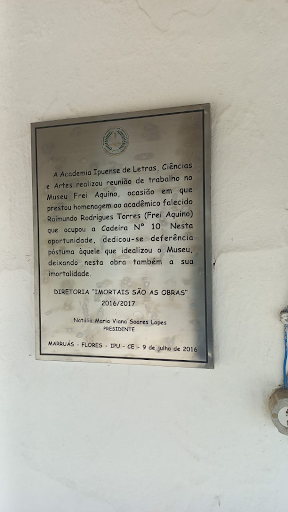 A Academia Ipuense de Letras, Ciências
e Artes realizou reunião de trabalho no
Museu Frei Aquino, ocasião em que
prestou homenagem ao acadêmico falecido
Raimundo Rodrigues Torres (Frei Aquino)
que ocupou a Cadeira Nº 10. Nesta
oportunidade, dedicou-se deferência
póstuma àquele que idealizou o Museu,
deixando nesta obra também a sua
imortalidade.
DIRETORIA "IMORTAIS SÃO AS OBRAS"
2016/2017
Natália Maria Viana Soares Lopes
PRESIDENTE
MARRUÁS - FLORES - IPU - CE - 9 de julho de 2016